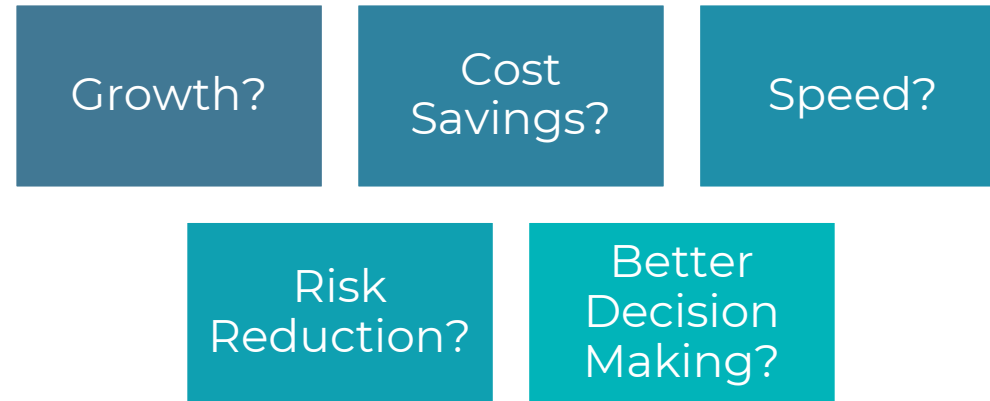 Growth?
Cost
Savings?
Speed?
Risk
Reduction?
Better
Decision
Making?